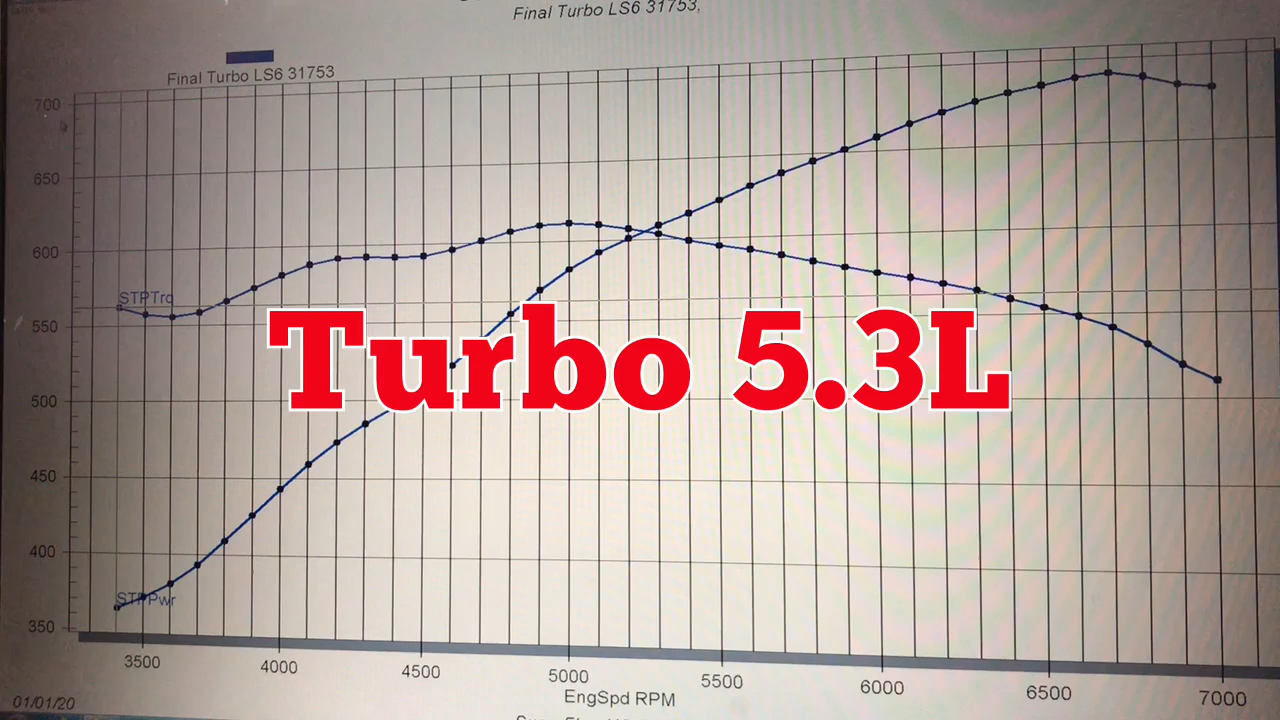 Final Turbo LS6 31753,
Final Turbo LS6 31753
700
650
600
STPTrq
550
Turbo 5.3L
500
450
400
STPPwr
350
3500 4000 4500 5000 5500 6000 6500 7000
EngSpd RPM
01/01/20